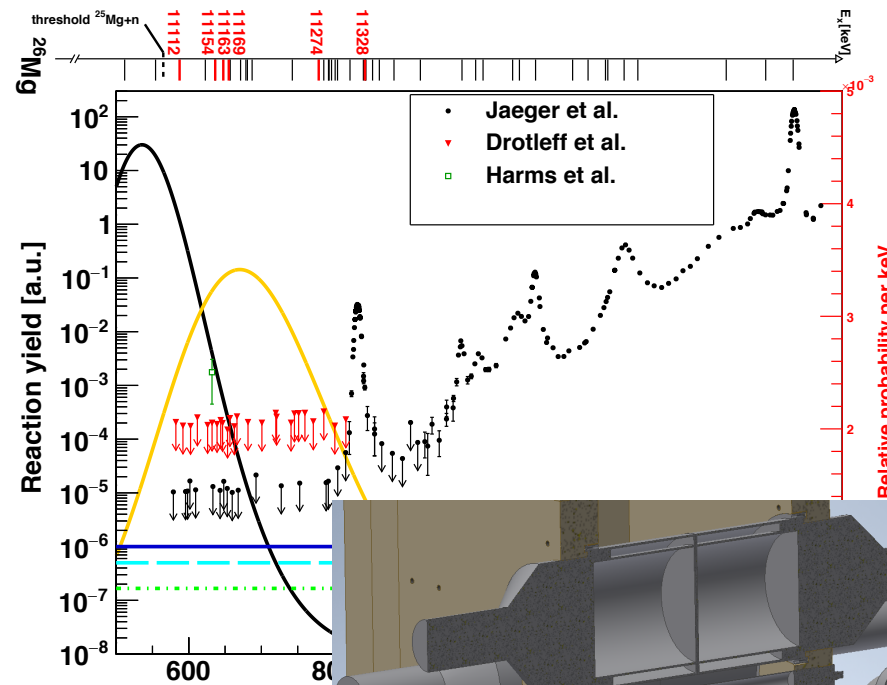 threshold ²⁵Mg+n
11112
11154
11163
11169
11274
11328
Eₓ[keV]
²⁶Mg
×10⁻³
10²
10
1
10⁻¹
10⁻²
10⁻³
10⁻⁴
10⁻⁵
10⁻⁶
10⁻⁷
10⁻⁸
Reaction yield [a.u.]
Jaeger et al.
Drotleff et al.
Harms et al.
5
4
3
2
Relative probability per keV
600